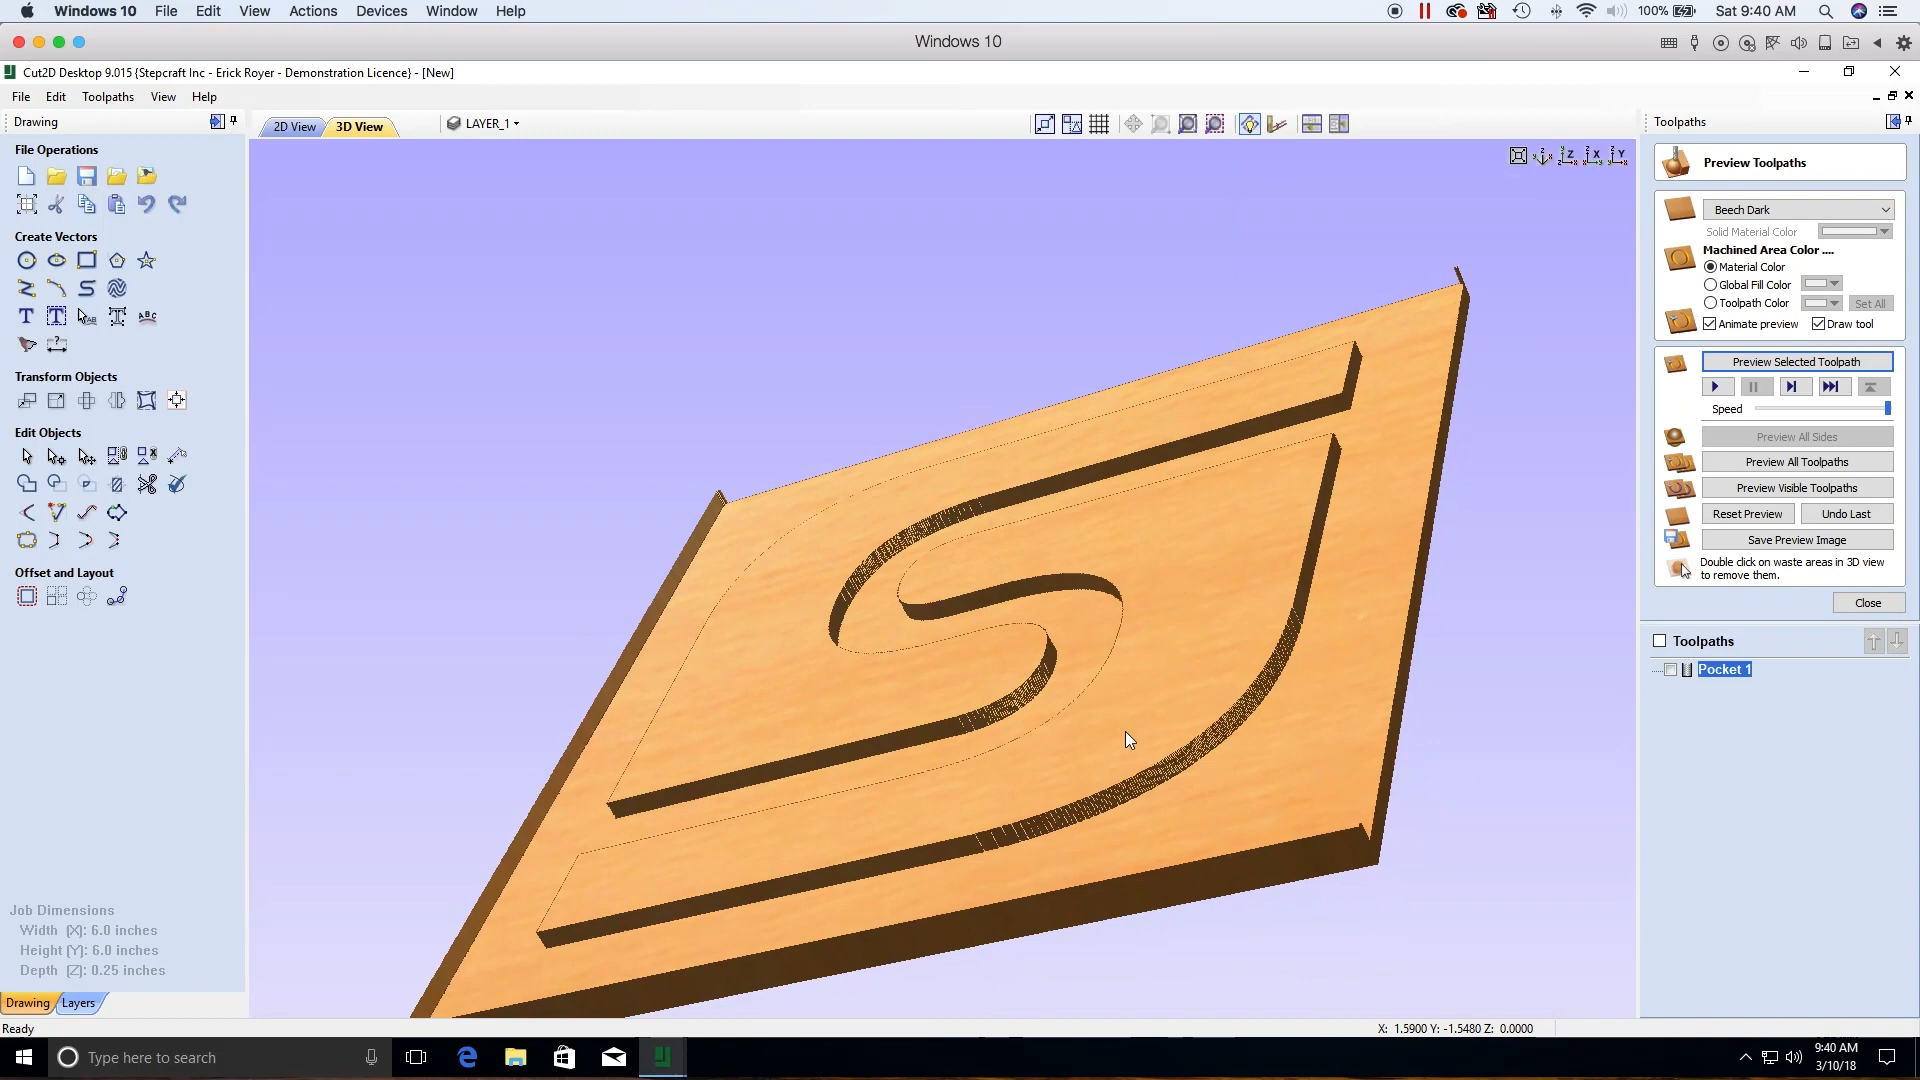 Windows 10 File Edit View Actions Devices Window Help 100% Sat 9:40 AM
Windows 10
Cut2D Desktop 9.015 {Stepcraft Inc - Erick Royer - Demonstration Licence} - [New]
File Edit Toolpaths View Help
Drawing
2D View 3D View LAYER_1
Toolpaths
File Operations
Create Vectors
Transform Objects
Edit Objects
Offset and Layout
Job Dimensions
Width (X): 6.0 inches
Height (Y): 6.0 inches
Depth (Z): 0.25 inches
Drawing Layers
Ready
Z X Y
Preview Toolpaths
Beech Dark
Solid Material Color
Machined Area Color ....
Material Color
Global Fill Color
Toolpath Color Set All
Animate preview Draw tool
Preview Selected Toolpath
Speed
Preview All Sides
Preview All Toolpaths
Preview Visible Toolpaths
Reset Preview Undo Last
Save Preview Image
Double click on waste areas in 3D view
to remove them.
Close
Toolpaths
Pocket 1
X: 1.5900 Y: -1.5480 Z: 0.0000
Type here to search
9:40 AM
3/10/18